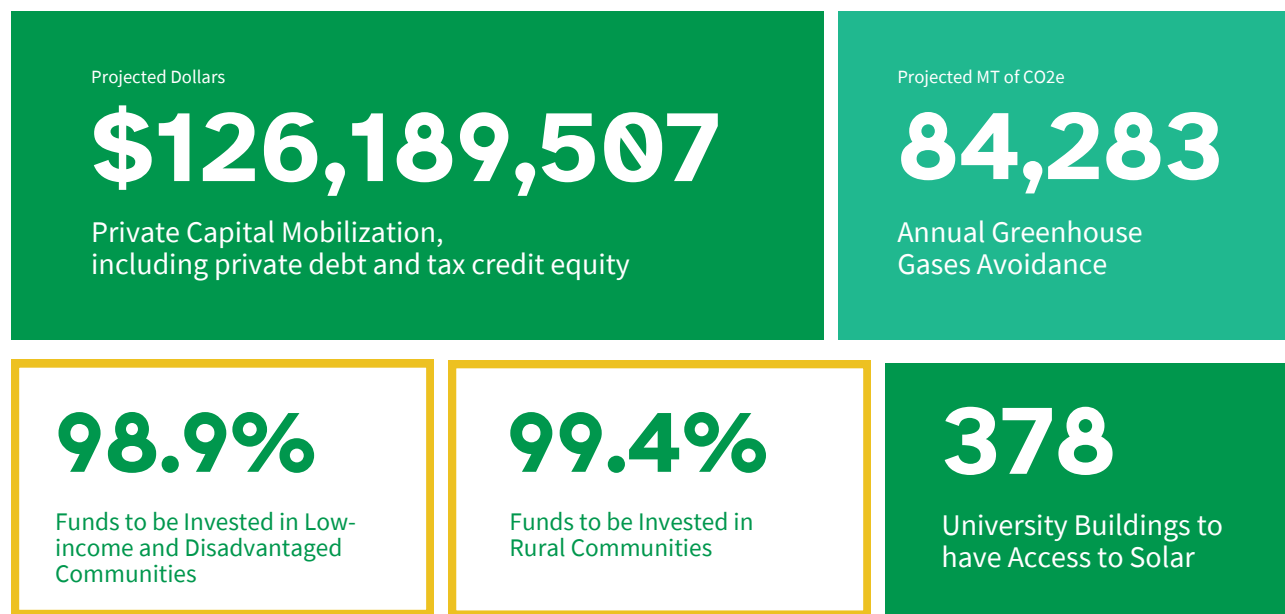 Projected Dollars
$126,189,507
Private Capital Mobilization,
including private debt and tax credit equity
Projected MT of CO2e
84,283
Annual Greenhouse
Gases Avoidance
98.9%
Funds to be Invested in Low-
income and Disadvantaged
Communities
99.4%
Funds to be Invested in
Rural Communities
378
University Buildings to
have Access to Solar